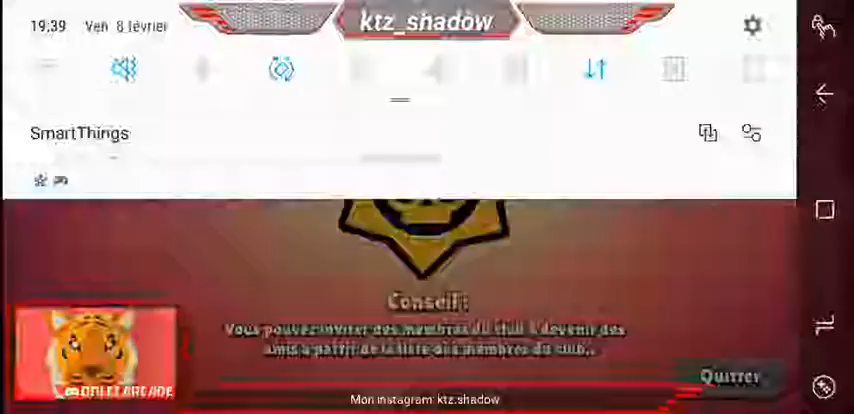 ktz_shadow
19:39 Ven. 8 février
SmartThings
Conseil :
Vous pouvez inviter des membres du club à devenir des
amis à partir de la liste des membres du club..
Quitter
Mon instagram: ktz.shadow